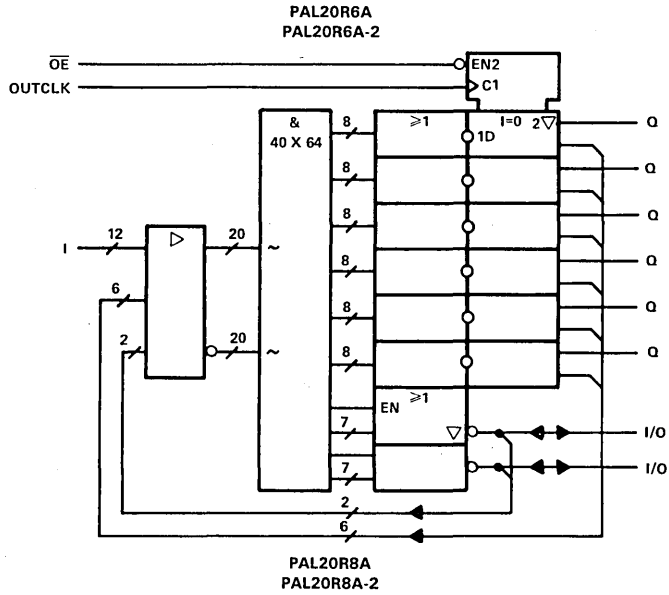 PAL20R6A
PAL20R6A-2
OE
EN2
OUTCLK
C1
&
40 X 64
8
≥1
1D
I=0
2▽
Q
8
Q
8
Q
I
12
▷
20
~
8
Q
6
8
Q
2
20
~
8
Q
EN
≥1
7
▽
I/O
7
I/O
2
6
PAL20R8A
PAL20R8A-2